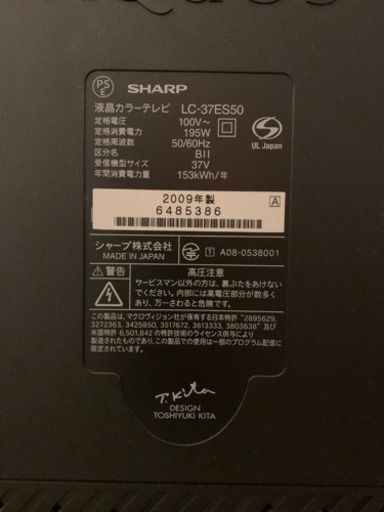 PS
E
SHARP
液晶カラーテレビ LC-37ES50
定格電圧 100V～
定格消費電力 195W
定格周波数 50/60Hz
区分名 BII
受信機型サイズ 37V
年間消費電力量 153kWh/年
UL Japan
2009年製
6485386
A
シャープ株式会社
MADE IN JAPAN
T A08-0538001
警告 高圧注意
サービスマン以外の方は、裏ぶたをあけない
でください。内部には高電圧部分が数多く
あり、万一さわると危険です。
この製品は、マクロヴィジョン社が保有する日本特許 "2895629,
3272363, 3425850, 3517672, 3613333, 3803638" 及び
米国特許 6,501,842 の特許技術のライセンス供与により
製造されたものであり、この製品での使用は一部のプログラム配信に
限定されています。
T. Kita
DESIGN
TOSHIYUKI KITA